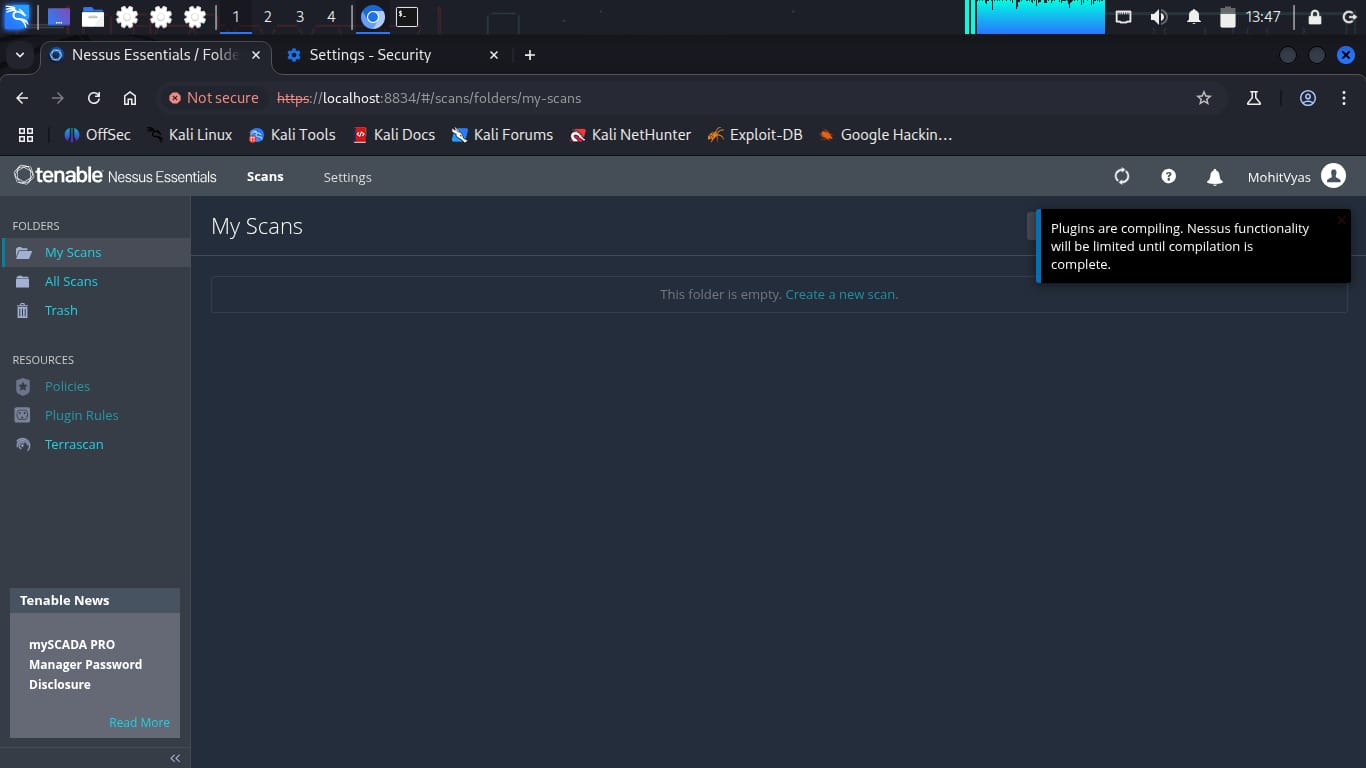 1 2 3 4 13:47
Nessus Essentials / Folde Settings - Security
Not secure https://localhost:8834/#/scans/folders/my-scans
OffSec Kali Linux Kali Tools Kali Docs Kali Forums Kali NetHunter Exploit-DB Google Hackin…
tenable Nessus Essentials Scans Settings MohitVyas
FOLDERS
My Scans
All Scans
Trash
RESOURCES
Policies
Plugin Rules
Terrascan
Tenable News
mySCADA PRO
Manager Password
Disclosure
Read More
My Scans
Plugins are compiling. Nessus functionality
will be limited until compilation is
complete.
This folder is empty. Create a new scan.